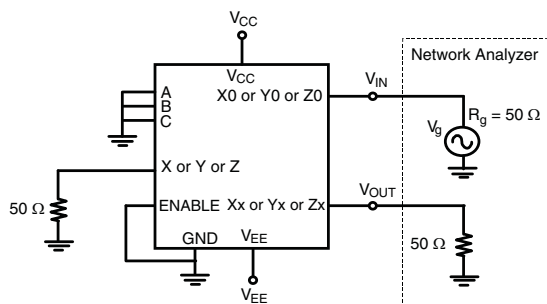 VCC
Network Analyzer
VCC
A
B
C
X0 or Y0 or Z0
VIN
Rg = 50 Ω
Vg
X or Y or Z
50 Ω
ENABLE
Xx or Yx or Zx
VOUT
50 Ω
GND
VEE
VEE